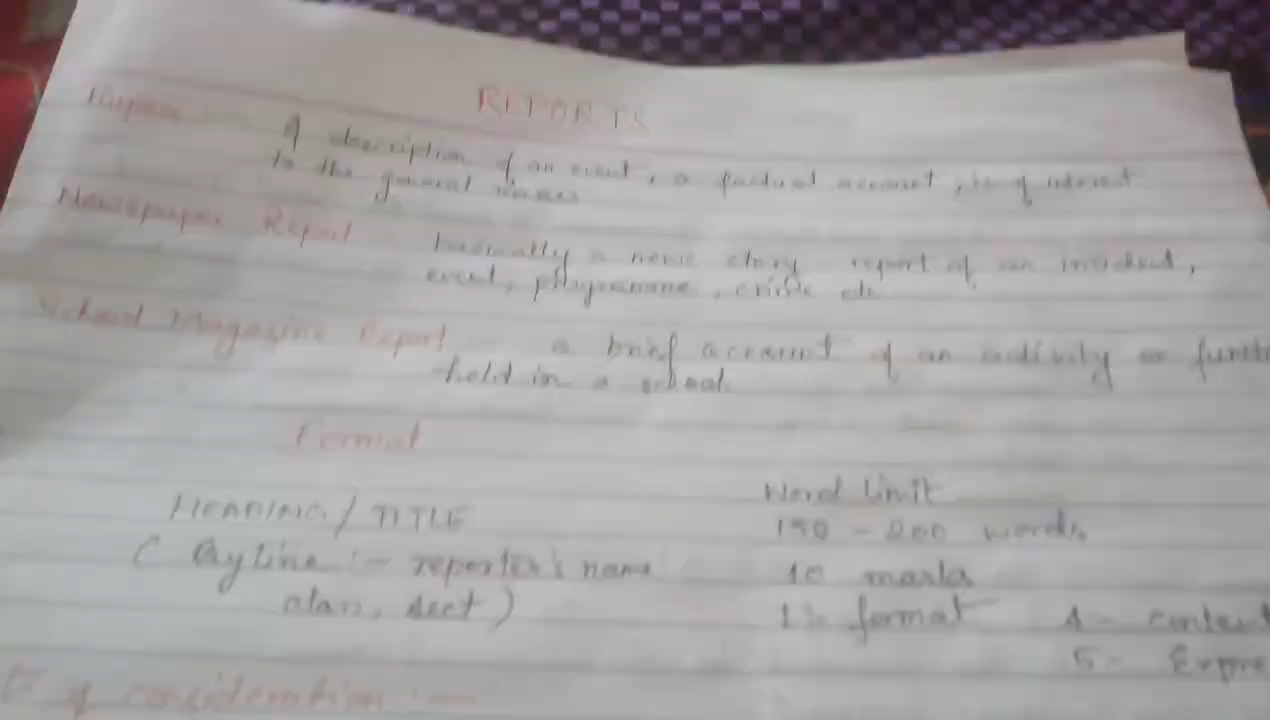 REPORTS
A description of an event, a factual account, is of interest
to the general masses
Newspaper Report basically a news story report of an incident,
event, programme, etc
School Magazine Report - a brief account of an activity or functi
held in a school
Format
HEADING / TITLE
Word limit
150 - 200 words
( Byline :- reporter's name
10 marks
class, sect )
1 :- format 4 - content
5 - Expre
of consideration :-